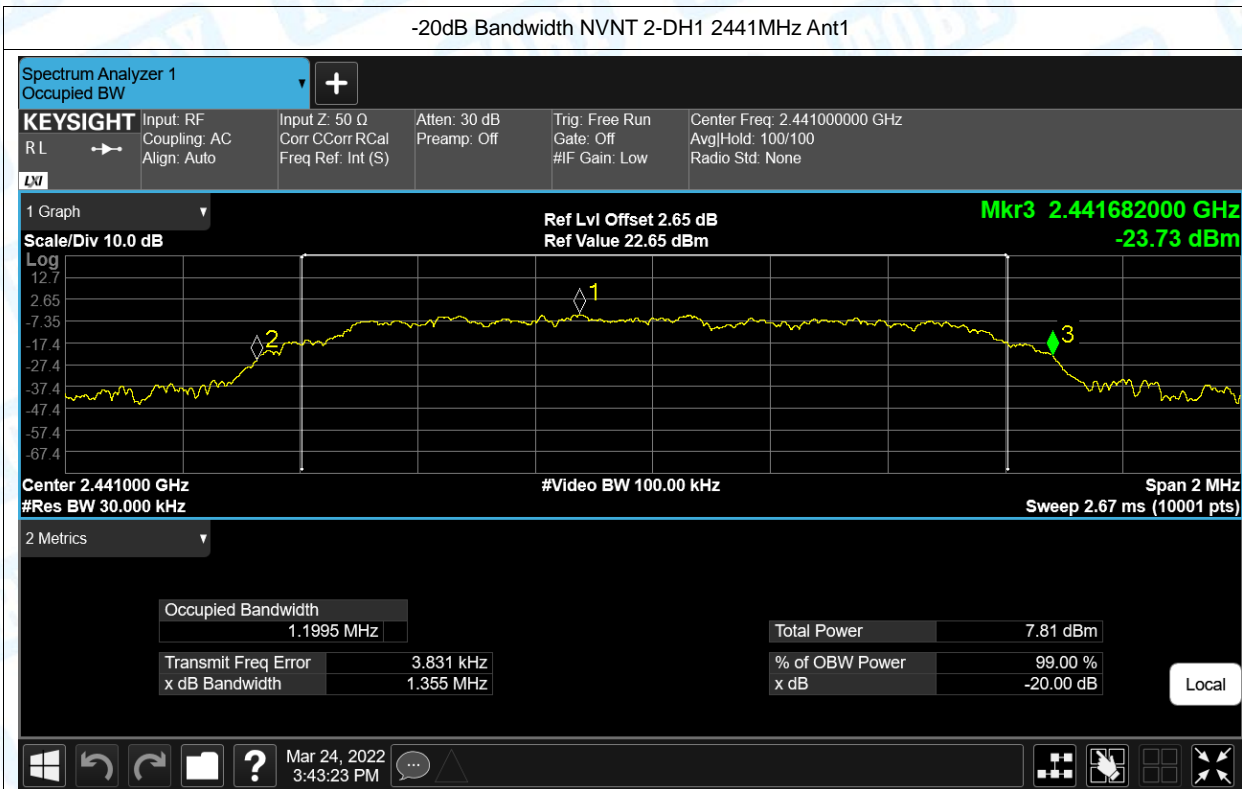 -20dB Bandwidth NVNT 2-DH1 2441MHz Ant1
Spectrum Analyzer 1
Occupied BW
KEYSIGHT
R L
LXI
Input: RF
Coupling: AC
Align: Auto
Input Z: 50 Ω
Corr CCorr RCal
Freq Ref: Int (S)
Atten: 30 dB
Preamp: Off
Trig: Free Run
Gate: Off
#IF Gain: Low
Center Freq: 2.441000000 GHz
Avg|Hold: 100/100
Radio Std: None
1 Graph
Scale/Div 10.0 dB
Ref Lvl Offset 2.65 dB
Ref Value 22.65 dBm
Mkr3 2.441682000 GHz
-23.73 dBm
Log
12.7
2.65
-7.35
-17.4
-27.4
-37.4
-47.4
-57.4
-67.4
1
2
3
Center 2.441000 GHz
#Video BW 100.00 kHz
Span 2 MHz
#Res BW 30.000 kHz
Sweep 2.67 ms (10001 pts)
2 Metrics
Occupied Bandwidth
1.1995 MHz
Total Power 7.81 dBm
Transmit Freq Error 3.831 kHz
% of OBW Power 99.00 %
x dB Bandwidth 1.355 MHz
x dB -20.00 dB
Local
?
Mar 24, 2022
3:43:23 PM